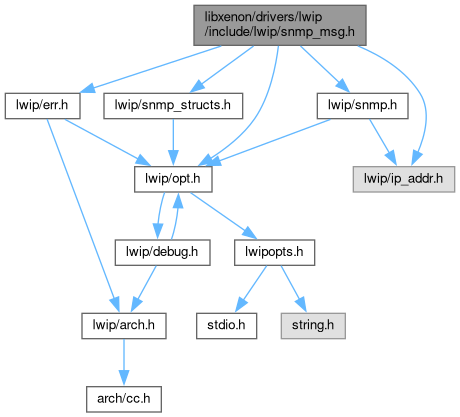 libxenon/drivers/lwip
/include/lwip/snmp_msg.h
lwip/err.h
lwip/snmp_structs.h
lwip/snmp.h
lwip/opt.h
lwip/ip_addr.h
lwip/debug.h
lwipopts.h
lwip/arch.h
stdio.h
string.h
arch/cc.h